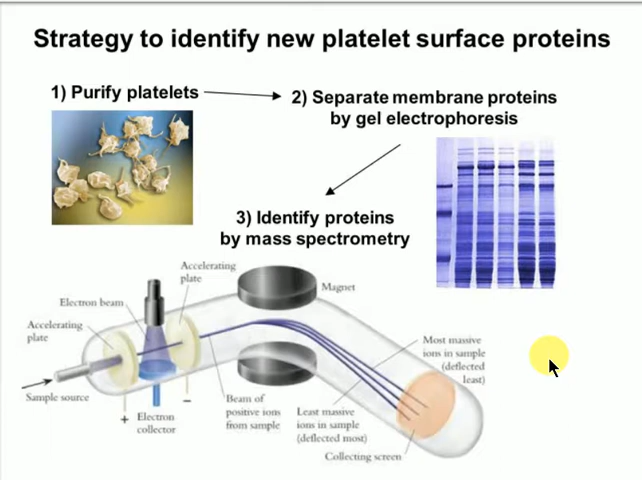 Strategy to identify new platelet surface proteins
1) Purify platelets
2) Separate membrane proteins
by gel electrophoresis
3) Identify proteins
by mass spectrometry
Accelerating
plate
Magnet
Electron beam
Accelerating
plate
Most massive
ions in sample
(deflected
least)
Sample source
+
−
Electron
collector
Beam of
positive ions
from sample
Least massive
ions in sample
(deflected most)
Collecting screen